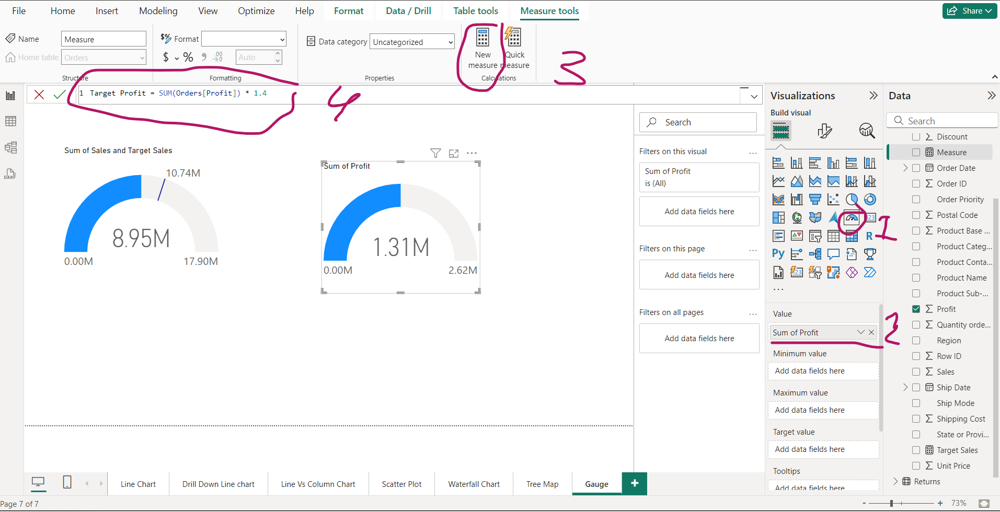 File Home Insert Modeling View Optimize Help Format Data / Drill Table tools Measure tools Share
Name Measure
Home table Orders
Structure
$% Format
$ % 9 .00 Auto
Formatting
Data category Uncategorized
Properties
New measure
Quick measure
Calculations
3
1 Target Profit = SUM(Orders[Profit]) * 1.4
4
Sum of Sales and Target Sales
10.74M
8.95M
0.00M 17.90M
Sum of Profit
1.31M
0.00M 2.62M
Search
Filters on this visual ...
Sum of Profit
is (All)
Add data fields here
Filters on this page ...
Add data fields here
Filters on all pages ...
Add data fields here
Visualizations
Build visual
123
1
R
Py
123
...
Value
Sum of Profit
2
Minimum value
Add data fields here
Maximum value
Add data fields here
Target value
Add data fields here
Tooltips
Add data fields here
Data
Search
Discount
Measure
Order Date
Order ID
Order Priority
Postal Code
Product Base ...
Product Categ...
Product Conta...
Product Name
Product Sub-...
Profit
Quantity orde...
Region
Row ID
Sales
Ship Date
Ship Mode
Shipping Cost
State or Provi...
Target Sales
Unit Price
Returns
DAX
Line Chart Drill Down Line chart Line Vs Column Chart Scatter Plot Waterfall Chart Tree Map Gauge +
Page 7 of 7
- + 73%